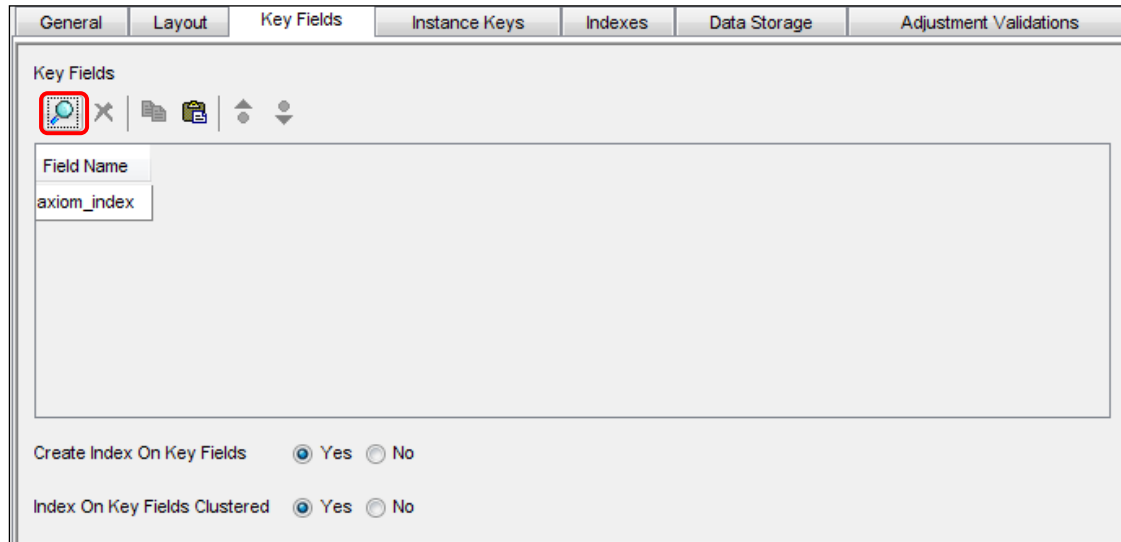 General Layout Key Fields Instance Keys Indexes Data Storage Adjustment Validations
Key Fields
Field Name
axiom_index
Create Index On Key Fields Yes No
Index On Key Fields Clustered Yes No